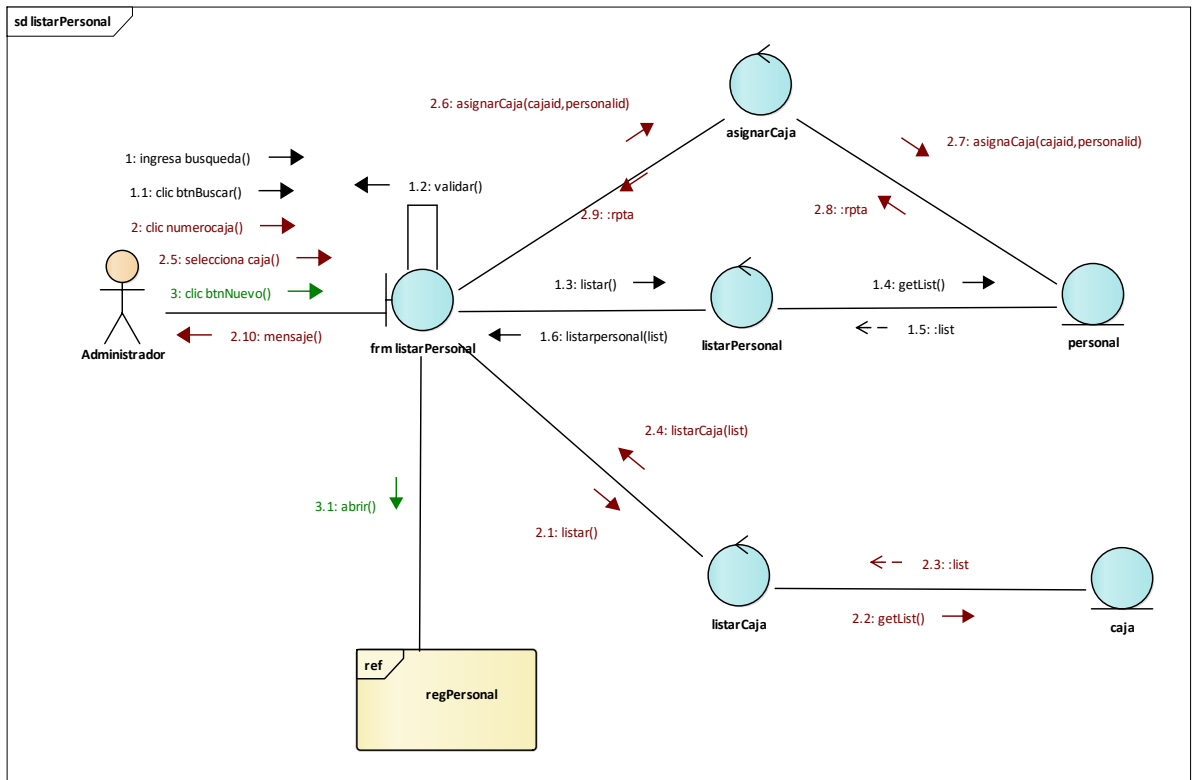 sd listarPersonal
2.6: asignarCaja(cajaid,personalid)
asignarCaja
2.7: asignaCaja(cajaid,personalid)
1: ingresa busqueda()
1.1: clic btnBuscar()
1.2: validar()
2: clic numerocaja()
2.9: :rpta
2.8: :rpta
2.5: selecciona caja()
3: clic btnNuevo()
1.3: listar()
1.4: getList()
2.10: mensaje()
1.6: listarpersonal(list)
1.5: :list
Administrador
frm listarPersonal
listarPersonal
personal
2.4: listarCaja(list)
3.1: abrir()
2.1: listar()
2.3: :list
2.2: getList()
listarCaja
caja
ref
regPersonal